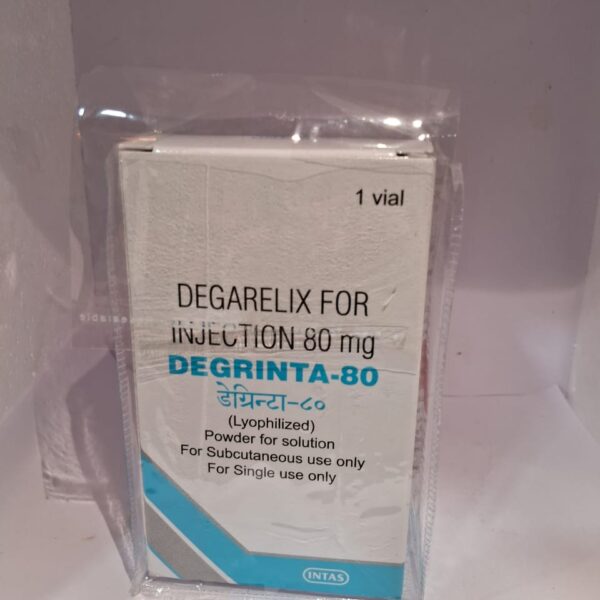 1 vial
DEGARELIX FOR
INJECTION 80 mg
DEGRINTA-80
डेग्रिन्टा-८०
(Lyophilized)
Powder for solution
For Subcutaneous use only
For Single use only
INTAS